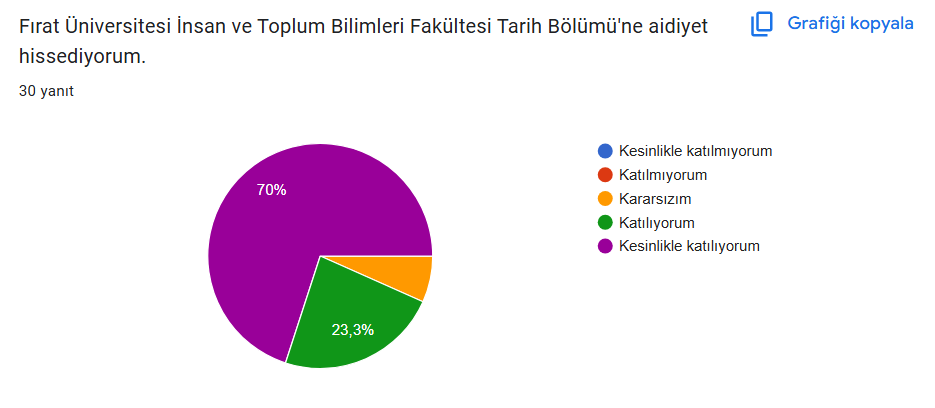 Fırat Üniversitesi İnsan ve Toplum Bilimleri Fakültesi Tarih Bölümü'ne aidiyet
hissediyorum.
Grafiği kopyala
30 yanıt
70%
23,3%
Kesinlikle katılmıyorum
Katılmıyorum
Kararsızım
Katılıyorum
Kesinlikle katılıyorum